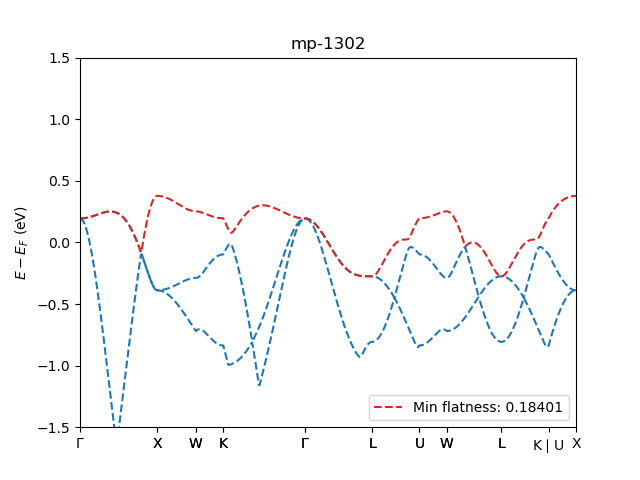 mp-1302
E − E_F (eV)
1.5
1.0
0.5
0.0
−0.5
−1.0
−1.5
Min flatness: 0.18401
Γ X W K Γ L U W L K | U X